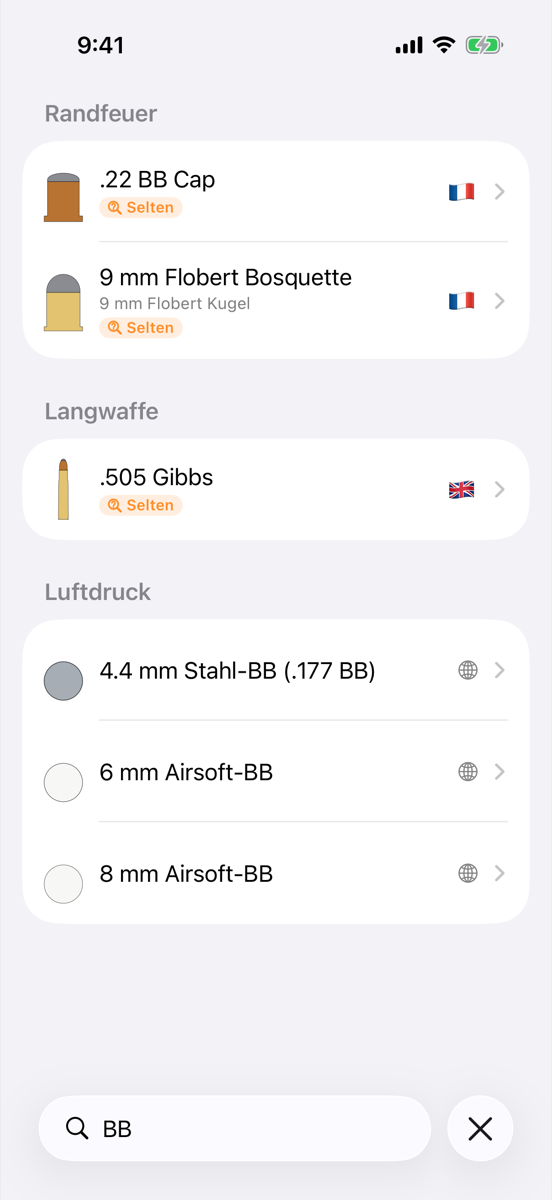 9:41
Randfeuer
.22 BB Cap
Selten
9 mm Flobert Bosquette
9 mm Flobert Kugel
Selten
Langwaffe
.505 Gibbs
Selten
Luftdruck
4.4 mm Stahl-BB (.177 BB)
6 mm Airsoft-BB
8 mm Airsoft-BB
BB